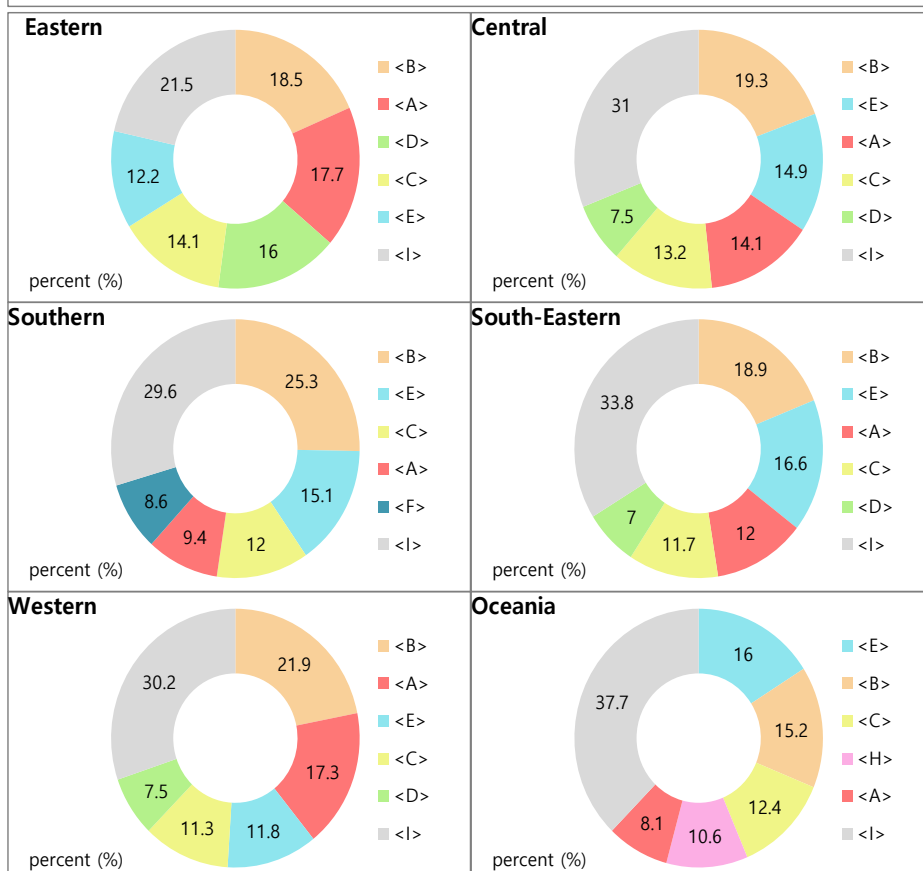 Eastern
18.5
17.7
16
14.1
12.2
21.5
<B>
<A>
<D>
<C>
<E>
<I>
percent (%)
Central
19.3
14.9
14.1
13.2
7.5
31
<B>
<E>
<A>
<C>
<D>
<I>
percent (%)
Southern
25.3
15.1
12
9.4
8.6
29.6
<B>
<E>
<C>
<A>
<F>
<I>
percent (%)
South-Eastern
18.9
16.6
12
11.7
7
33.8
<B>
<E>
<A>
<C>
<D>
<I>
percent (%)
Western
21.9
17.3
11.8
11.3
7.5
30.2
<B>
<A>
<E>
<C>
<D>
<I>
percent (%)
Oceania
16
15.2
12.4
10.6
8.1
37.7
<E>
<B>
<C>
<H>
<A>
<I>
percent (%)